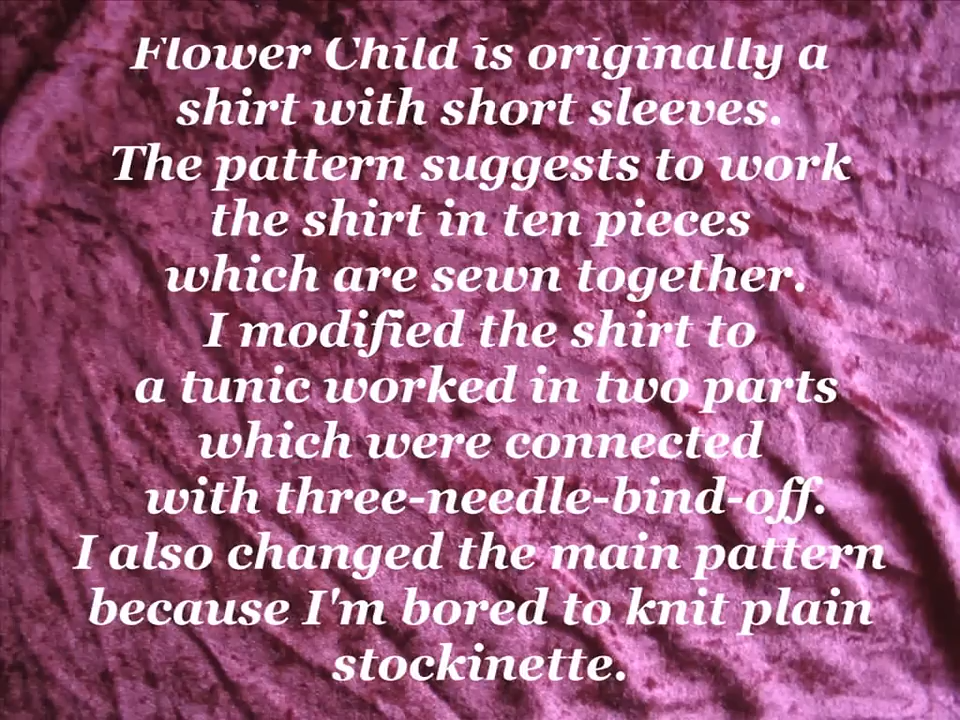 Flower Child is originally a
shirt with short sleeves.
The pattern suggests to work
the shirt in ten pieces
which are sewn together.
I modified the shirt to
a tunic worked in two parts
which were connected
with three-needle-bind-off.
I also changed the main pattern
because I'm bored to knit plain
stockinette.